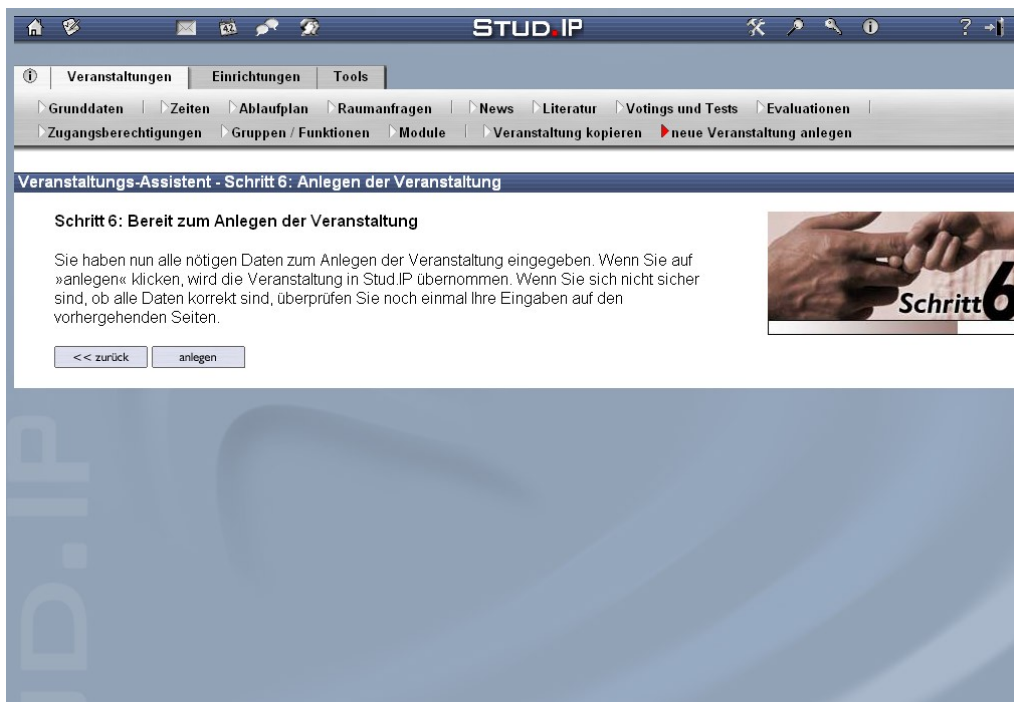 42
STUD.IP
?
Veranstaltungen Einrichtungen Tools
Grunddaten Zeiten Ablaufplan Raumanfragen News Literatur Votings und Tests Evaluationen
Zugangsberechtigungen Gruppen / Funktionen Module Veranstaltung kopieren neue Veranstaltung anlegen
Veranstaltungs-Assistent - Schritt 6: Anlegen der Veranstaltung
Schritt 6: Bereit zum Anlegen der Veranstaltung
Sie haben nun alle nötigen Daten zum Anlegen der Veranstaltung eingegeben. Wenn Sie auf
»anlegen« klicken, wird die Veranstaltung in Stud.IP übernommen. Wenn Sie sich nicht sicher
sind, ob alle Daten korrekt sind, überprüfen Sie noch einmal Ihre Eingaben auf den
vorhergehenden Seiten.
Schritt 6
<< zurück anlegen
UD.IP